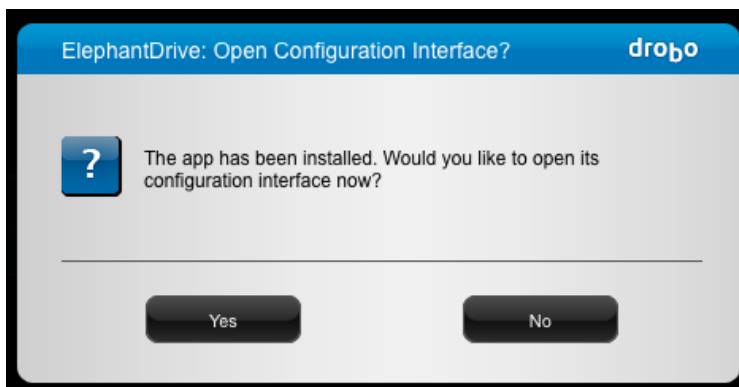 ElephantDrive: Open Configuration Interface?
drobo
?
The app has been installed. Would you like to open its
configuration interface now?
Yes
No